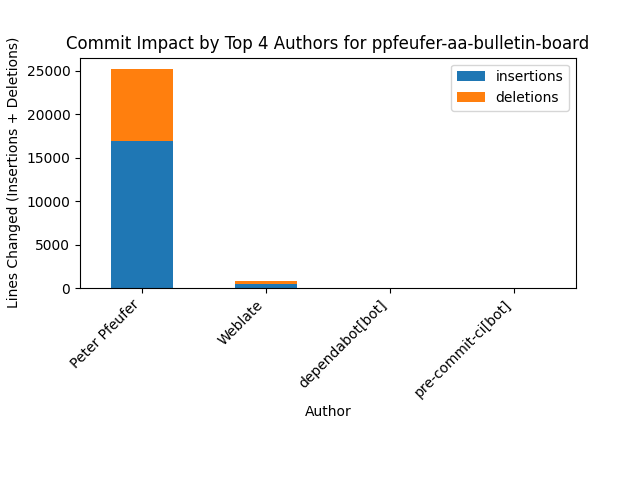 Commit Impact by Top 4 Authors for ppfeufer-aa-bulletin-board
Lines Changed (Insertions + Deletions)
25000
20000
15000
10000
5000
0
insertions
deletions
Peter Pfeufer
Weblate
dependabot[bot]
pre-commit-ci[bot]
Author